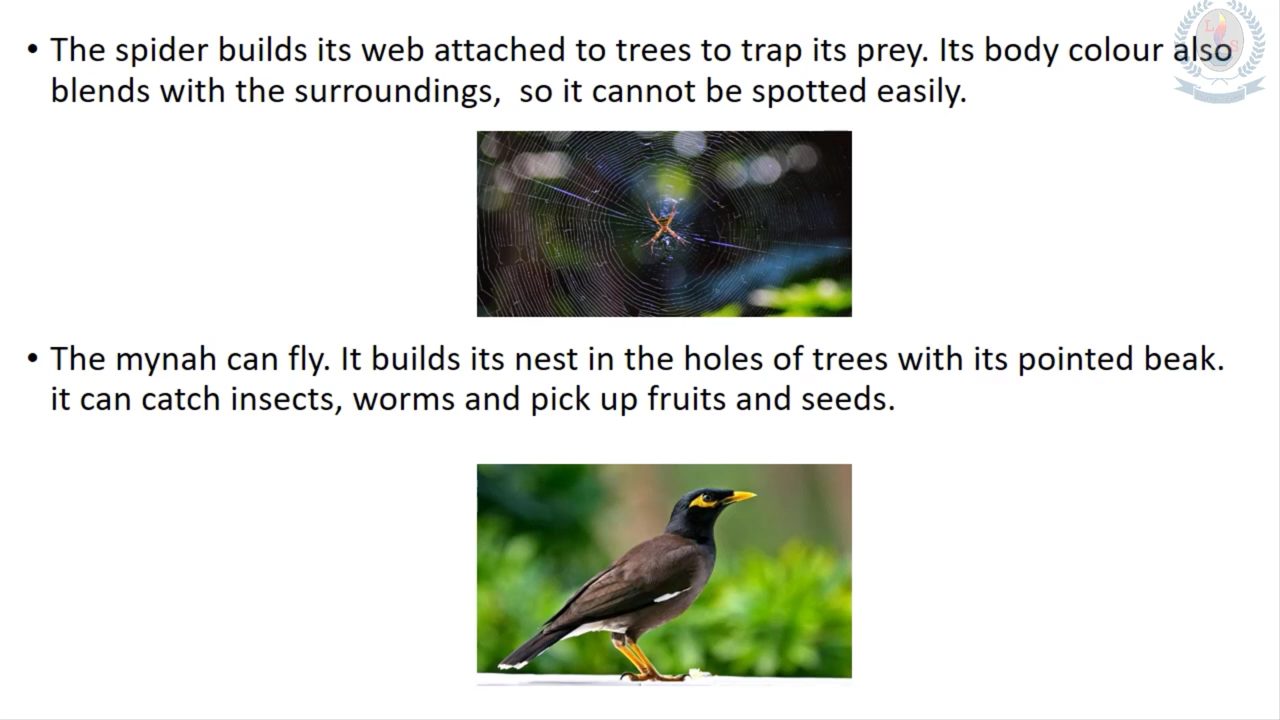 • The spider builds its web attached to trees to trap its prey. Its body colour also
blends with the surroundings,  so it cannot be spotted easily.
• The mynah can fly. It builds its nest in the holes of trees with its pointed beak.
it can catch insects, worms and pick up fruits and seeds.